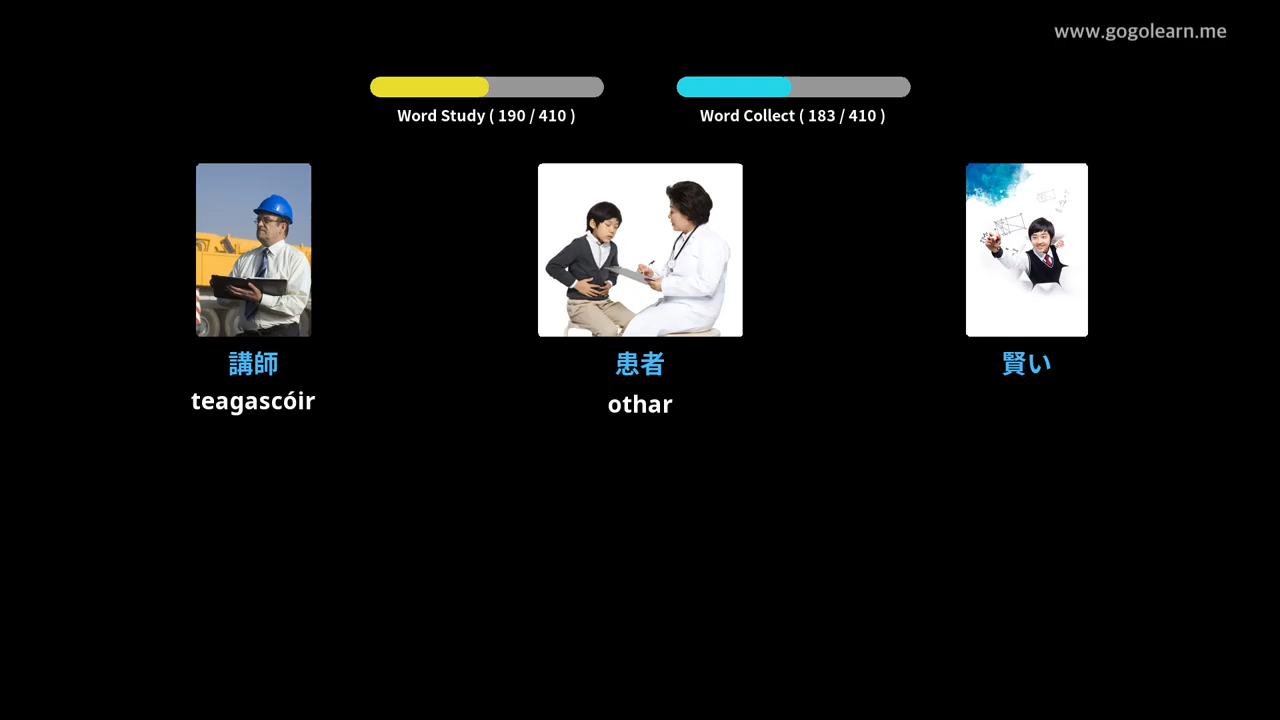 www.gogolearn.me
Word Study ( 190 / 410 )
Word Collect ( 183 / 410 )
講師
teagascóir
患者
othar
賢い